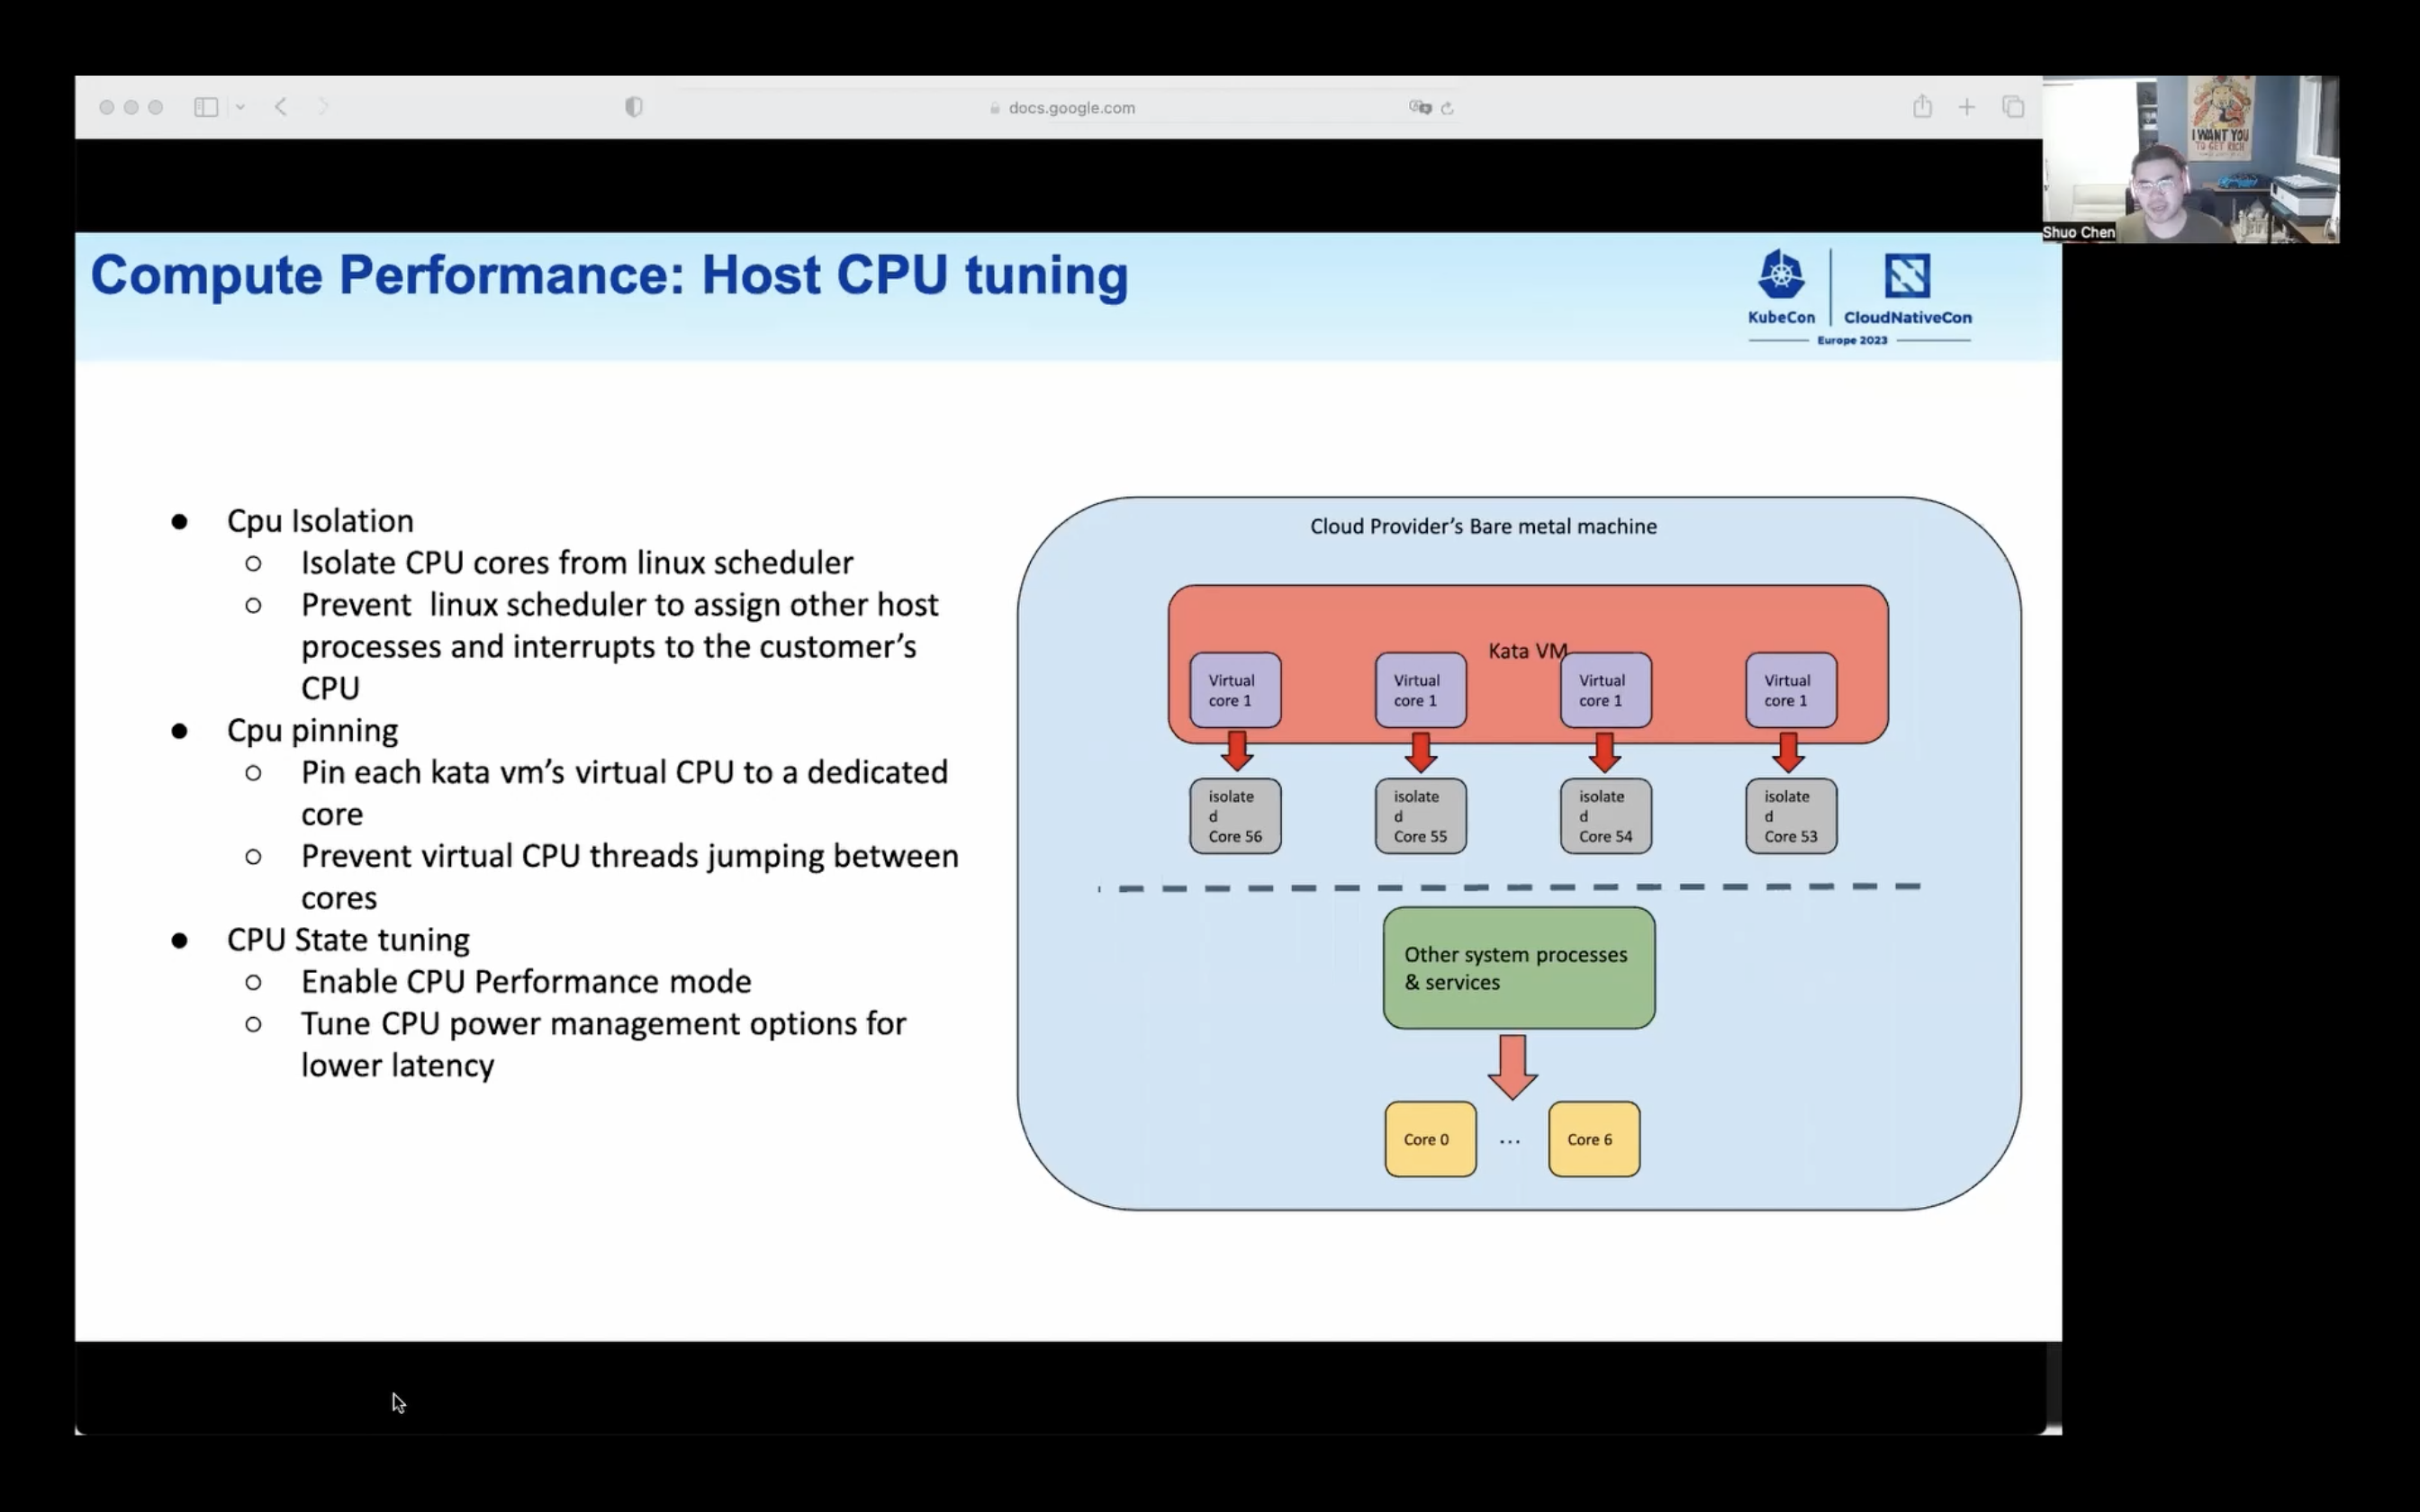 docs.google.com
I WANT YOU
TO GET RICH
Shuo Chen
Compute Performance: Host CPU tuning
KubeCon
CloudNativeCon
Europe 2023
● Cpu Isolation
○ Isolate CPU cores from linux scheduler
○ Prevent  linux scheduler to assign other host
processes and interrupts to the customer’s
CPU
● Cpu pinning
○ Pin each kata vm’s virtual CPU to a dedicated
core
○ Prevent virtual CPU threads jumping between
cores
● CPU State tuning
○ Enable CPU Performance mode
○ Tune CPU power management options for
lower latency
Cloud Provider’s Bare metal machine
Kata VM
Virtual
core 1
Virtual
core 1
Virtual
core 1
Virtual
core 1
isolate
d
Core 56
isolate
d
Core 55
isolate
d
Core 54
isolate
d
Core 53
Other system processes
& services
Core 0
...
Core 6